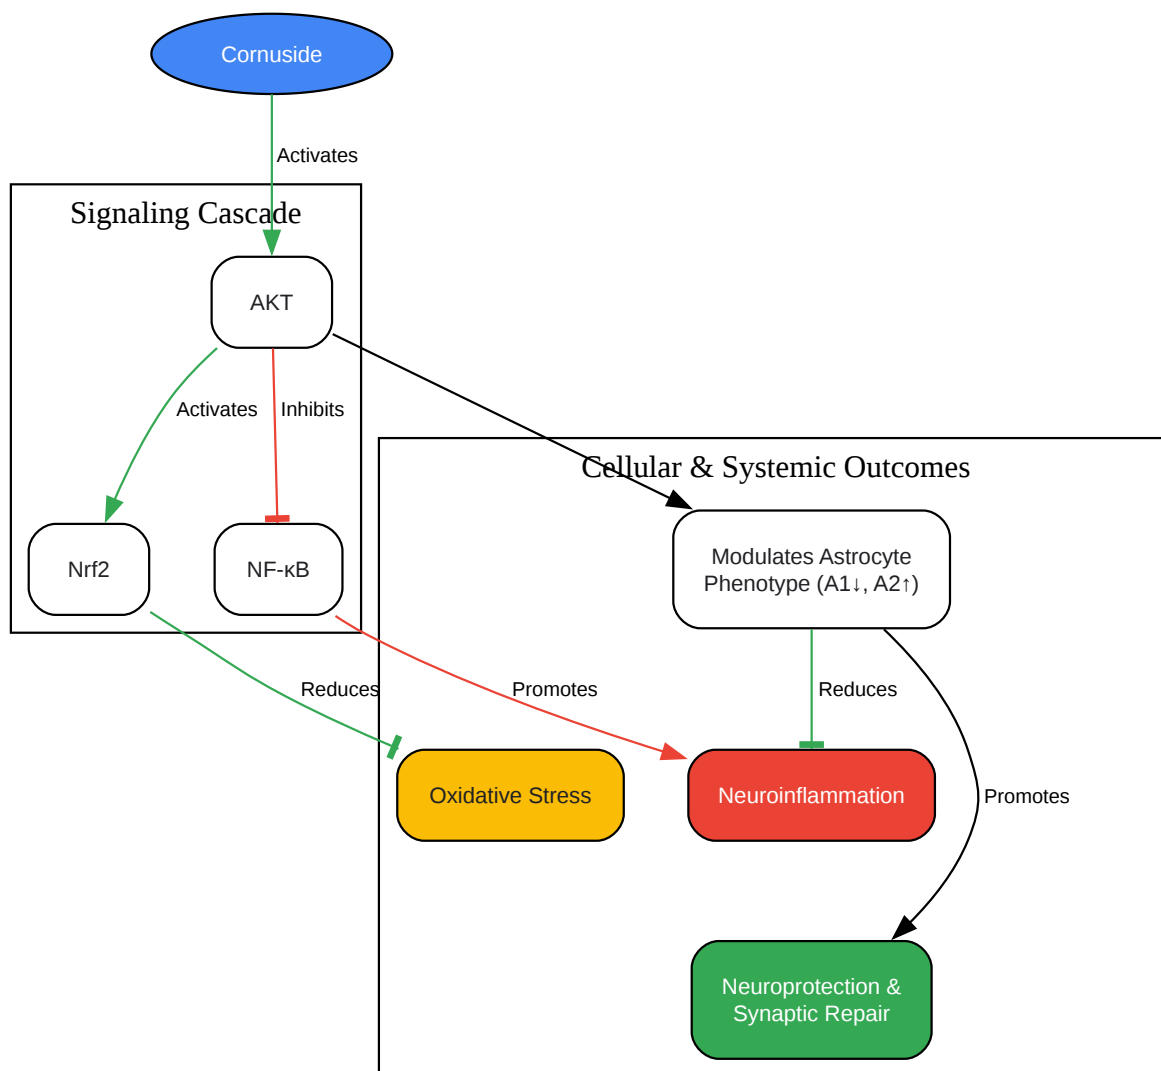 Cornuside
Activates
Signaling Cascade
AKT
Activates
Inhibits
Cellular & Systemic Outcomes
Nrf2
NF-κB
Modulates Astrocyte
Phenotype (A1↓, A2↑)
Reduces
Promotes
Reduces
Oxidative Stress
Neuroinflammation
Promotes
Neuroprotection &
Synaptic Repair